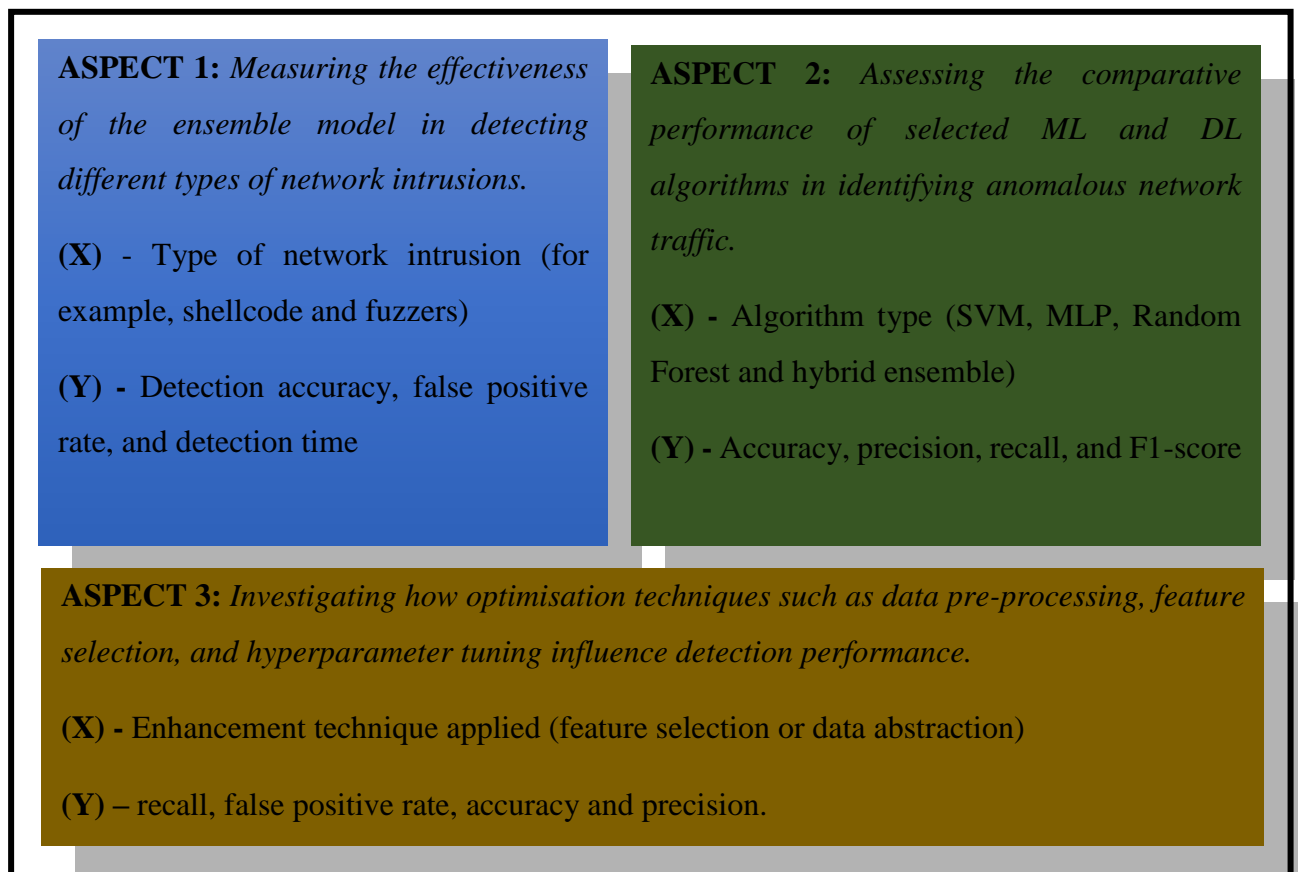 ASPECT 1: Measuring the effectiveness
of the ensemble model in detecting
different types of network intrusions.
(X) - Type of network intrusion (for
example, shellcode and fuzzers)
(Y) - Detection accuracy, false positive
rate, and detection time
ASPECT 2: Assessing the comparative
performance of selected ML and DL
algorithms in identifying anomalous network
traffic.
(X) - Algorithm type (SVM, MLP, Random
Forest and hybrid ensemble)
(Y) - Accuracy, precision, recall, and F1-score
ASPECT 3: Investigating how optimisation techniques such as data pre-processing, feature
selection, and hyperparameter tuning influence detection performance.
(X) - Enhancement technique applied (feature selection or data abstraction)
(Y) – recall, false positive rate, accuracy and precision.